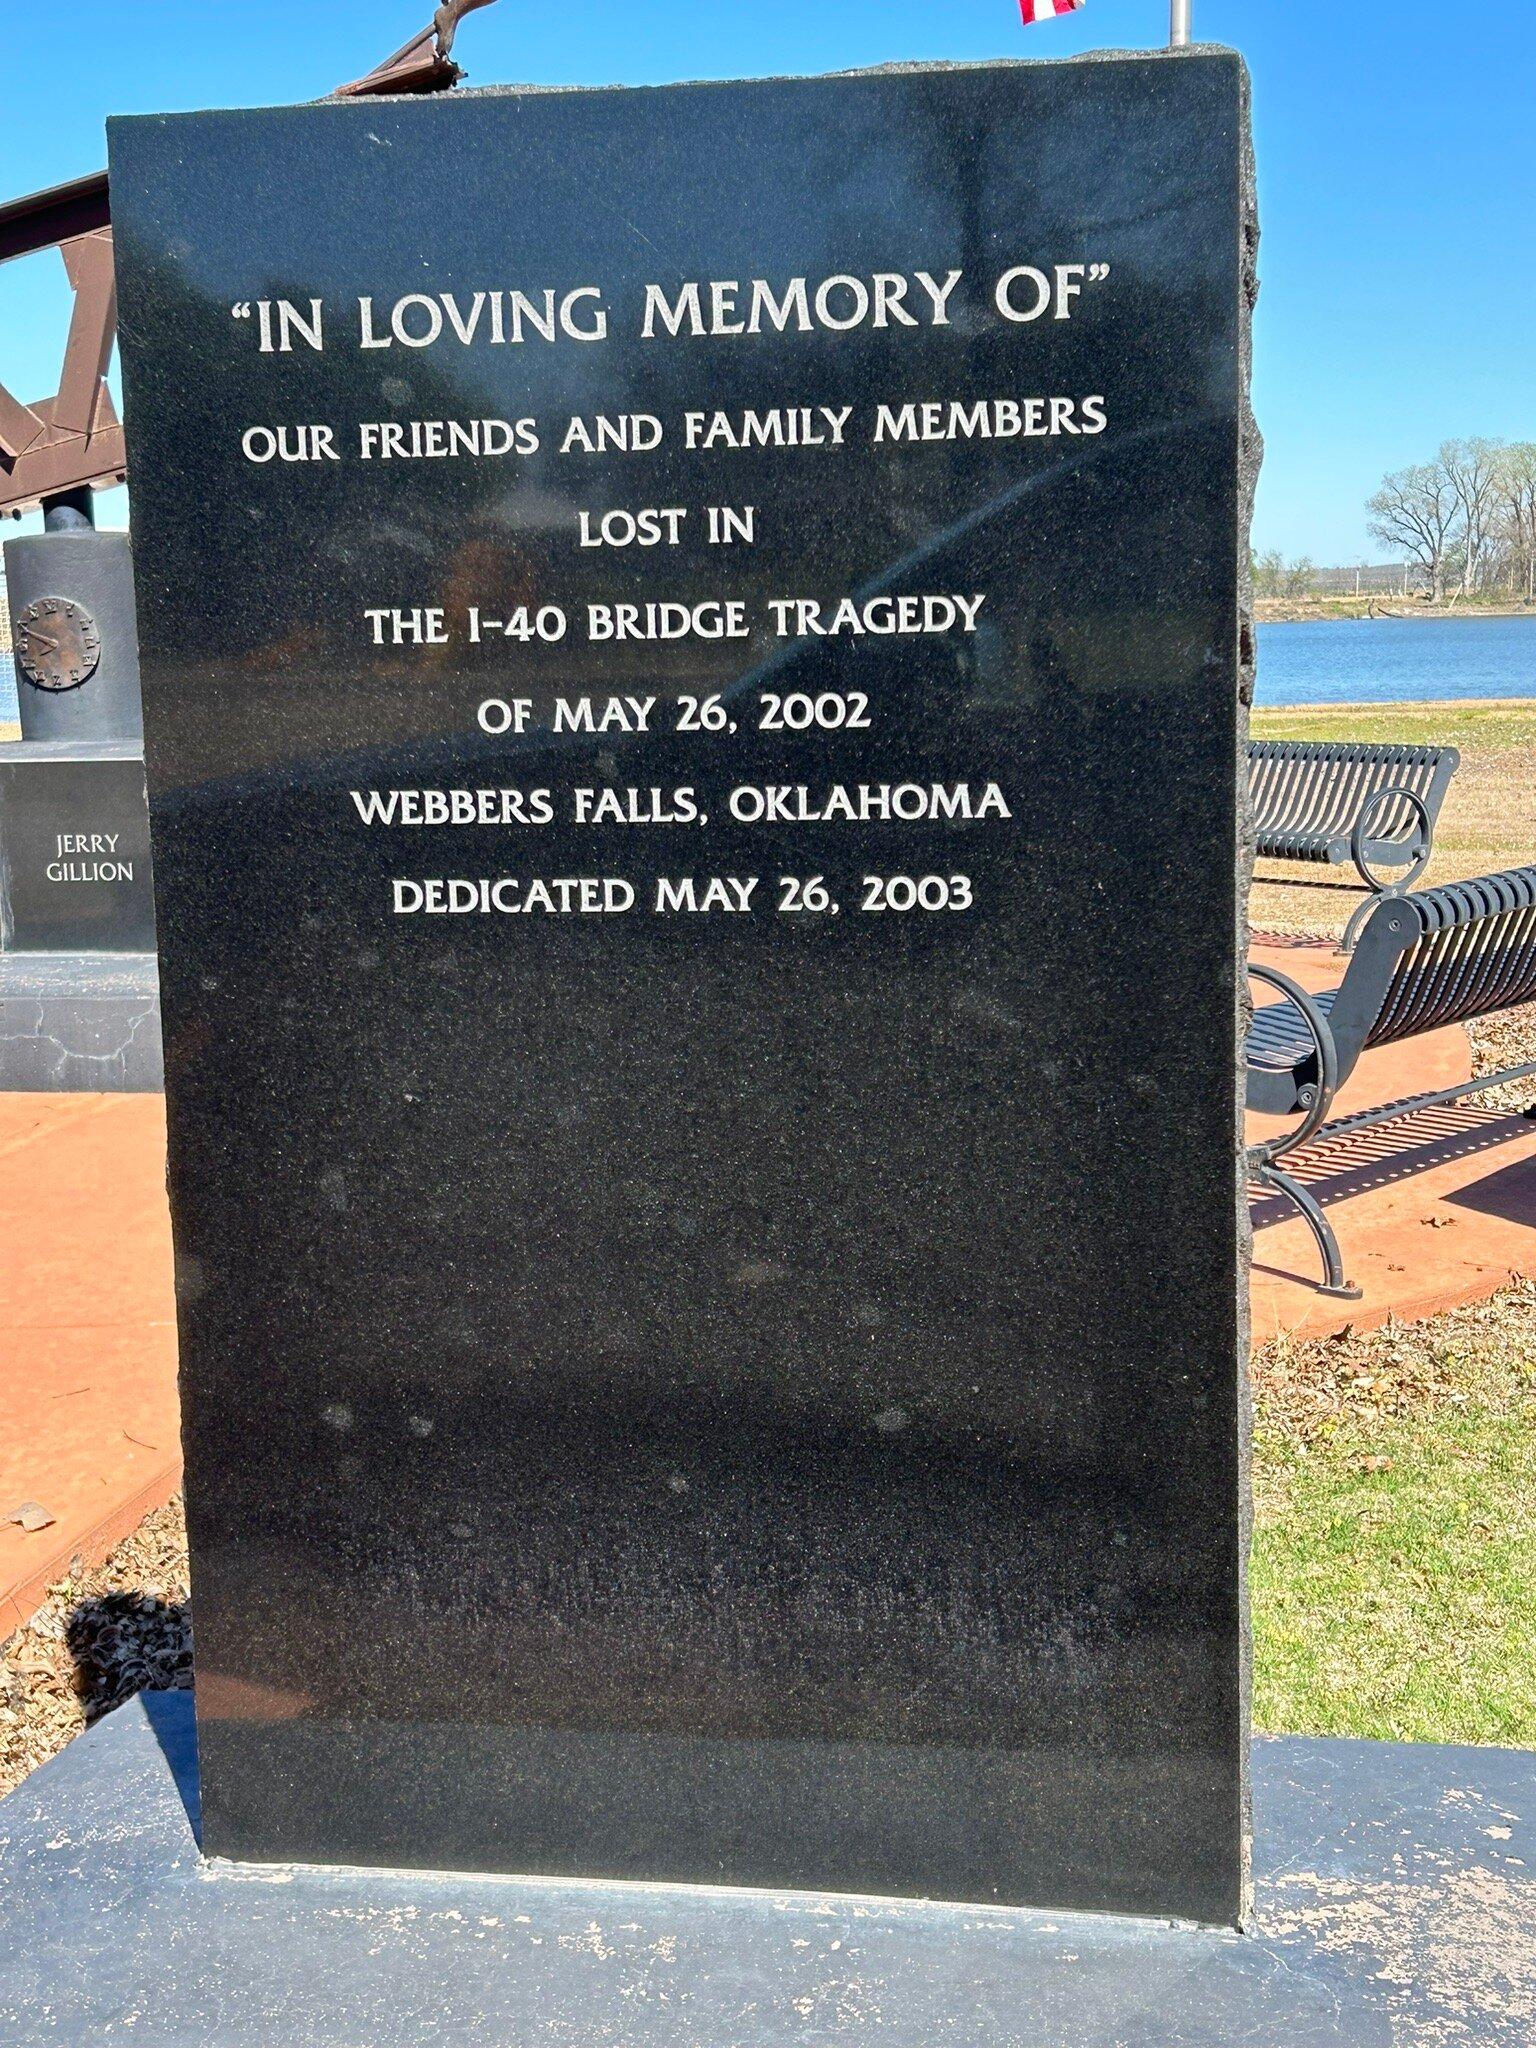 “IN LOVING MEMORY OF”
OUR FRIENDS AND FAMILY MEMBERS
LOST IN
THE I-40 BRIDGE TRAGEDY
OF MAY 26, 2002
WEBBERS FALLS, OKLAHOMA
DEDICATED MAY 26, 2003
JERRY
GILLION